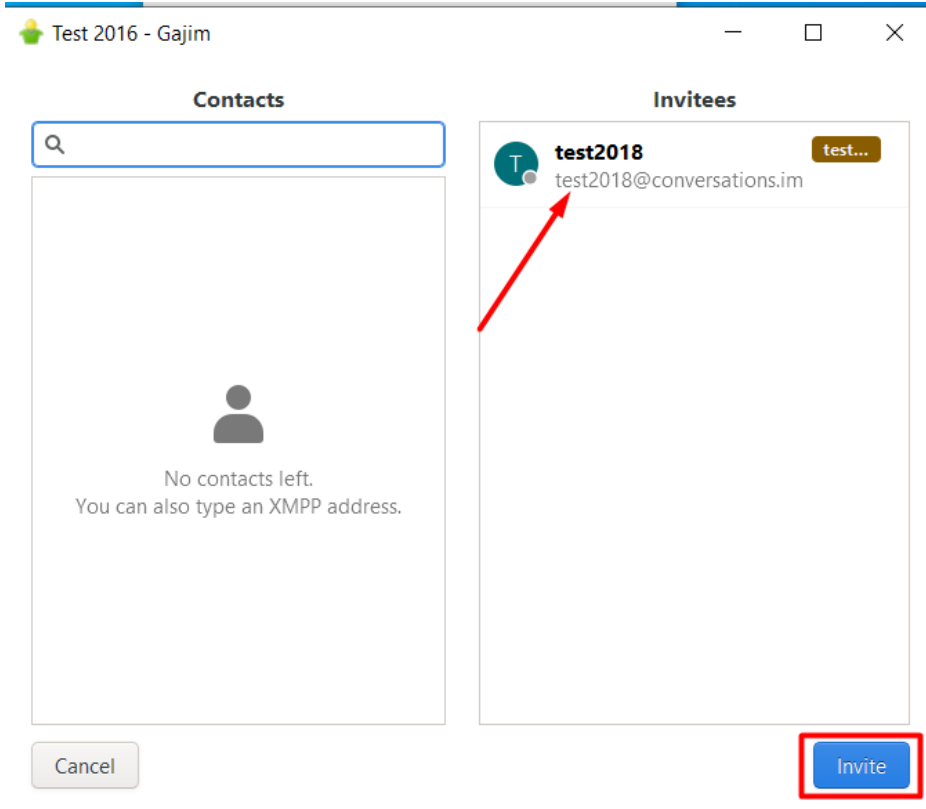 Test 2016 - Gajim
Contacts
Invitees
T
test2018
test...
test2018@conversations.im
No contacts left.
You can also type an XMPP address.
Cancel
Invite